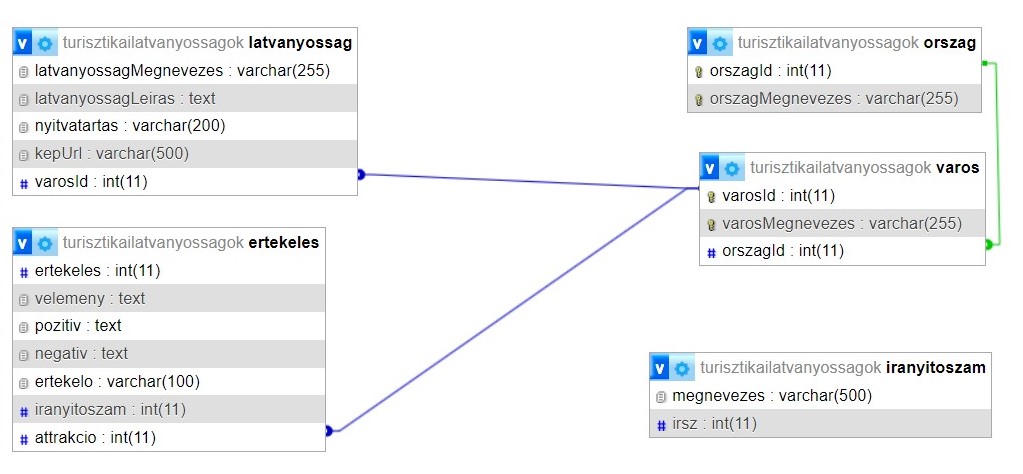 turisztikailatvanyossagok latvanyossag
latvanyossagMegnevezes : varchar(255)
latvanyossagLeiras : text
nyitvatartas : varchar(200)
kepUrl : varchar(500)
# varosId : int(11)
turisztikailatvanyossagok ertekeles
# ertekeles : int(11)
velemeny : text
pozitiv : text
negativ : text
ertekelo : varchar(100)
# iranyitoszam : int(11)
# attrakcio : int(11)
turisztikailatvanyossagok orszag
orszagId : int(11)
orszagMegnevezes : varchar(255)
turisztikailatvanyossagok varos
varosId : int(11)
varosMegnevezes : varchar(255)
# orszagId : int(11)
turisztikailatvanyossagok iranyitoszam
megnevezes : varchar(500)
# irsz : int(11)